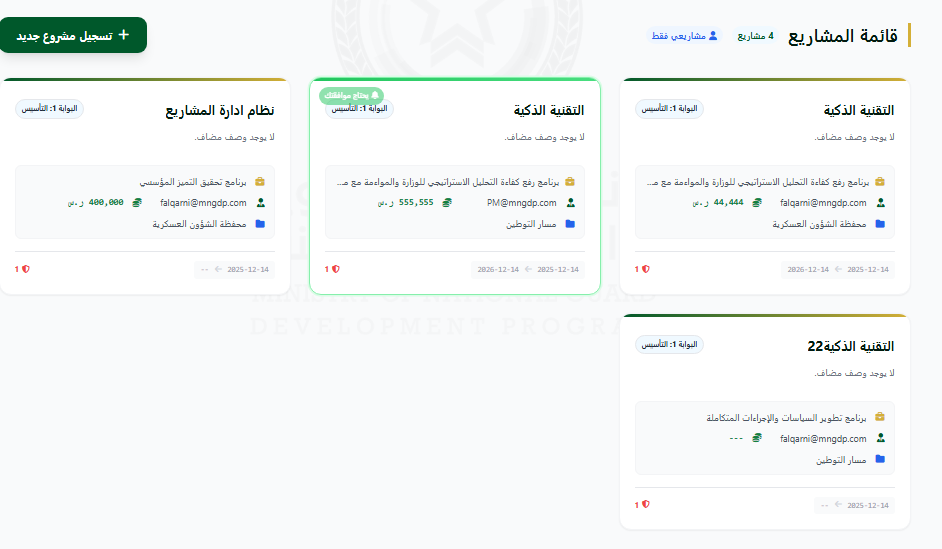 قائمة المشاريع
4 مشاريع
مشاريعي فقط
+ تسجيل مشروع جديد
التقنية الذكية
البوابة 1: التأسيس
لا يوجد وصف مضاف.
برنامج رفع كفاءة التحليل الاستراتيجي للوزارة والمواءمة مع مـ...
falqarni@mngdp.com
44,444 ر.س
محفظة الشؤون العسكرية
2025-12-14 ← 2026-12-14
1
يحتاج موافقتك
التقنية الذكية
البوابة 1: التأسيس
لا يوجد وصف مضاف.
برنامج رفع كفاءة التحليل الاستراتيجي للوزارة والمواءمة مع مـ...
PM@mngdp.com
555,555 ر.س
مسار التوطين
2025-12-14 ← 2026-12-14
1
نظام ادارة المشاريع
البوابة 1: التأسيس
لا يوجد وصف مضاف.
برنامج تحقيق التميز المؤسسي
falqarni@mngdp.com
400,000 ر.س
محفظة الشؤون العسكرية
2025-12-14 ← --
1
التقنية الذكية22
البوابة 1: التأسيس
لا يوجد وصف مضاف.
برنامج تطوير السياسات والإجراءات المتكاملة
falqarni@mngdp.com
---
مسار التوطين
2025-12-14 ← --
1
DEVELOPMENT PROGRA